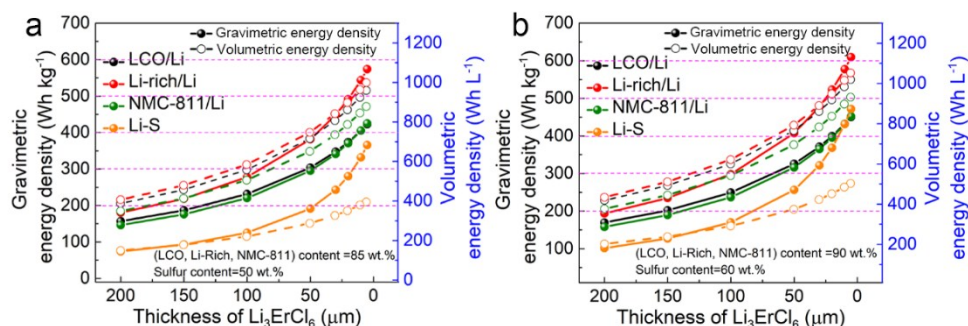 a
Gravimetric
energy density (Wh kg⁻¹)
700
600
500
400
300
200
100
0
Gravimetric energy density
Volumetric energy density
LCO/Li
Li-rich/Li
NMC-811/Li
Li-S
(LCO, Li-Rich, NMC-811) content =85 wt.%,
Sulfur content=50 wt.%
200 150 100 50 0
Thickness of Li₃ErCl₆ (μm)
1200
1000
800
600
400
200
0
Volumetric
energy density (Wh L⁻¹)
b
Gravimetric
energy density (Wh kg⁻¹)
700
600
500
400
300
200
100
Gravimetric energy density
Volumetric energy density
LCO/Li
Li-rich/Li
NMC-811/Li
Li-S
(LCO, Li-Rich, NMC-811) content =90 wt.%
Sulfur content=60 wt.%
200 150 100 50 0
Thickness of Li₃ErCl₆ (μm)
1200
1000
800
600
400
200
Volumetric
energy density (Wh L⁻¹)